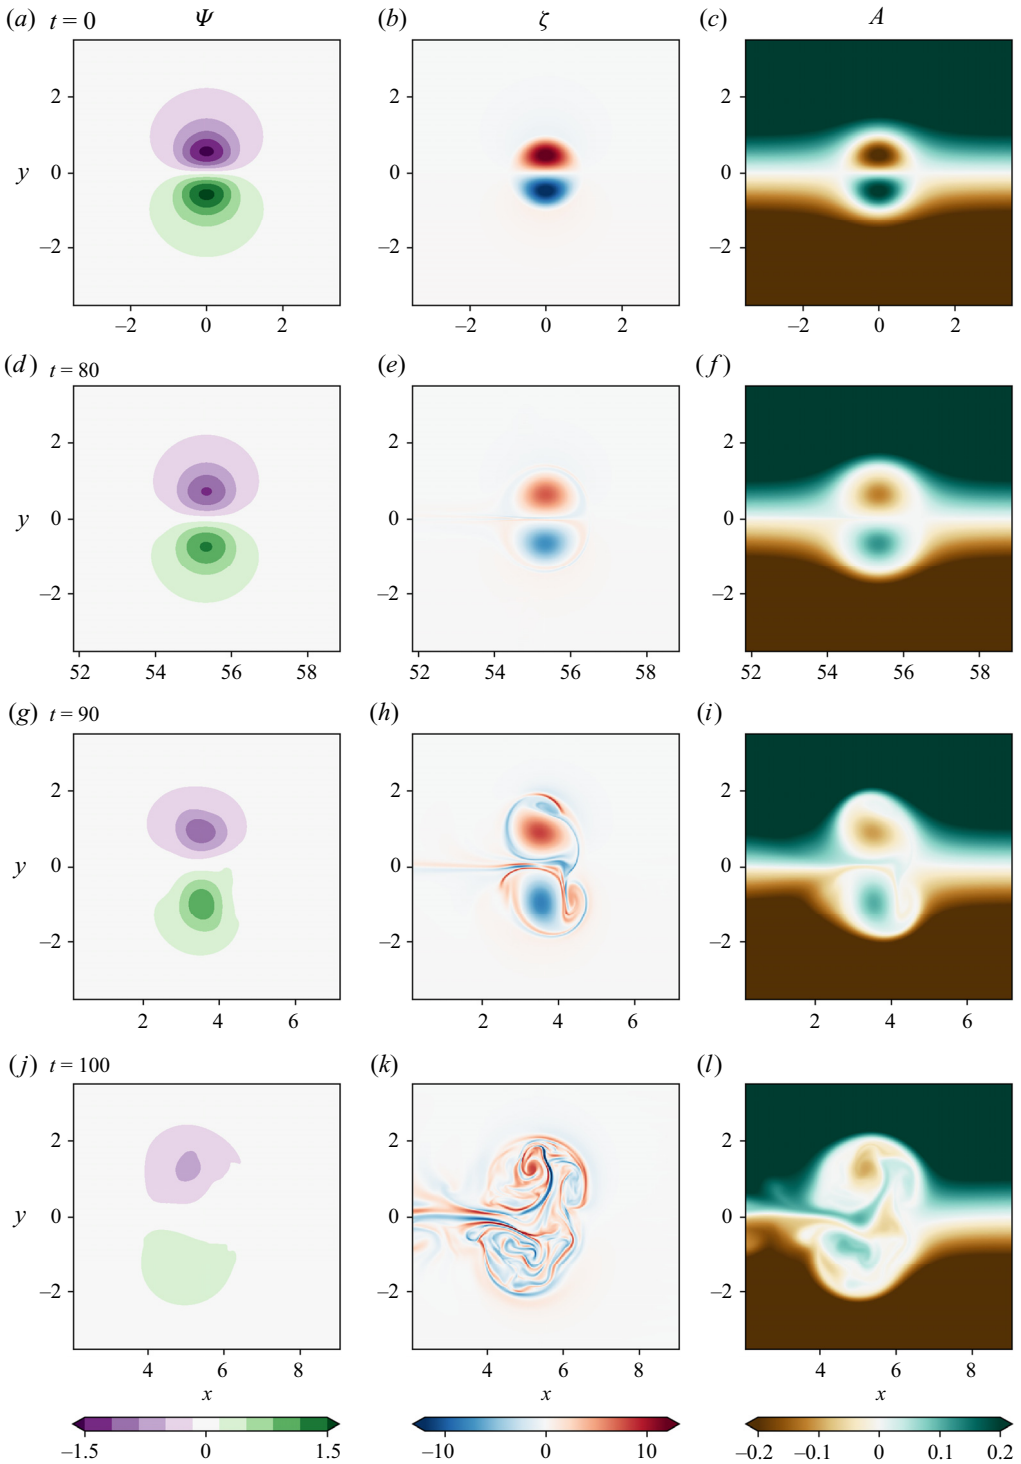 (a) t = 0 Ψ (b) ζ (c) A
2
y 0
−2
2
0
−2
2
0
−2
−2 0 2 −2 0 2 −2 0 2
(d) t = 80 (e) (f)
2
y 0
−2
2
0
−2
2
0
−2
52 54 56 58 52 54 56 58 52 54 56 58
(g) t = 90 (h) (i)
2
y 0
−2
2
0
−2
2
0
−2
2 4 6 2 4 6 2 4 6
(j) t = 100 (k) (l)
2
y 0
−2
2
0
−2
2
0
−2
4 6 8 4 6 8 4 6 8
x x x
−1.5 0 1.5 −10 0 10 −0.2 −0.1 0 0.1 0.2